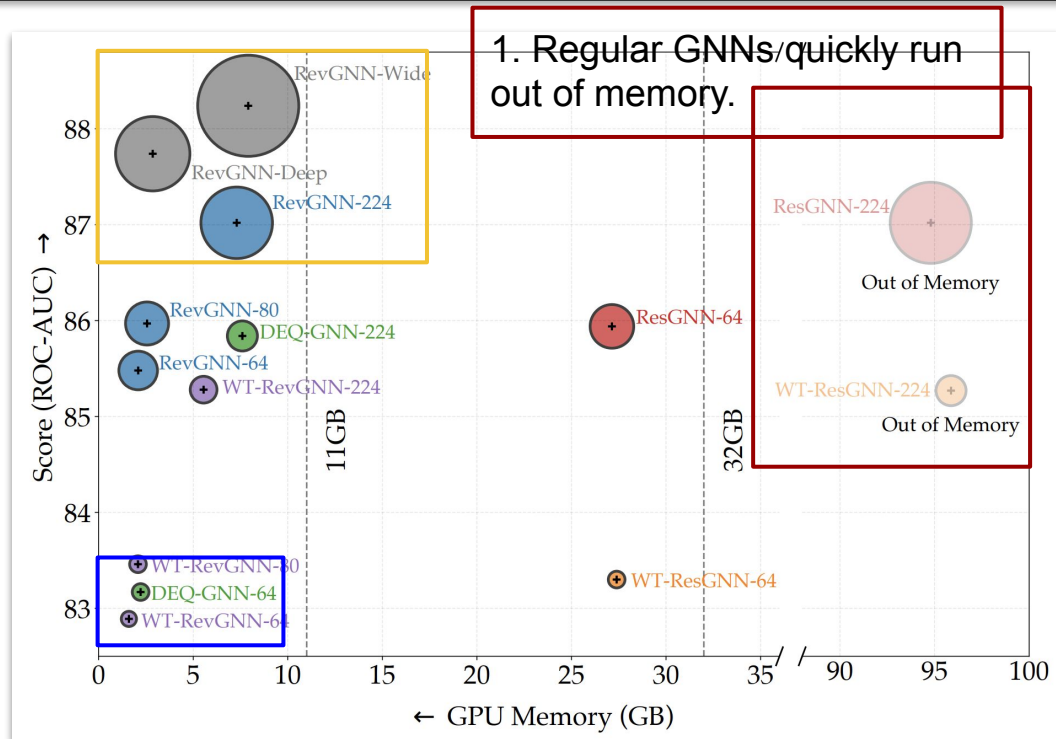 1. Regular GNNs/quickly run
out of memory.
RevGNN-Wide
88
RevGNN-Deep
RevGNN-224
ResGNN-224
87
Out of Memory
RevGNN-80
ResGNN-64
86
DEQ-GNN-224
RevGNN-64
WT-RevGNN-224
WT-ResGNN-224
85
Out of Memory
11GB
32GB
Score (ROC-AUC) →
84
WT-RevGNN-80
DEQ-GNN-64
WT-ResGNN-64
83
WT-RevGNN-64
0 5 10 15 20 25 30 35 90 95 100
← GPU Memory (GB)